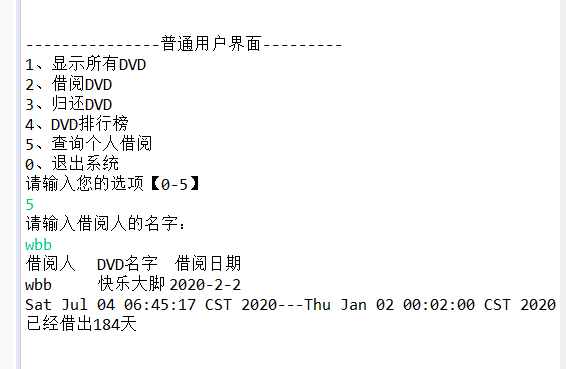 ---------------普通用户界面---------
1、显示所有DVD
2、借阅DVD
3、归还DVD
4、DVD排行榜
5、查询个人借阅
0、退出系统
请输入您的选项【0-5】
5
请输入借阅人的名字：
wbb
借阅人 DVD名字 借阅日期
wbb 快乐大脚 2020-2-2
Sat Jul 04 06:45:17 CST 2020---Thu Jan 02 00:02:00 CST 2020
已经借出184天